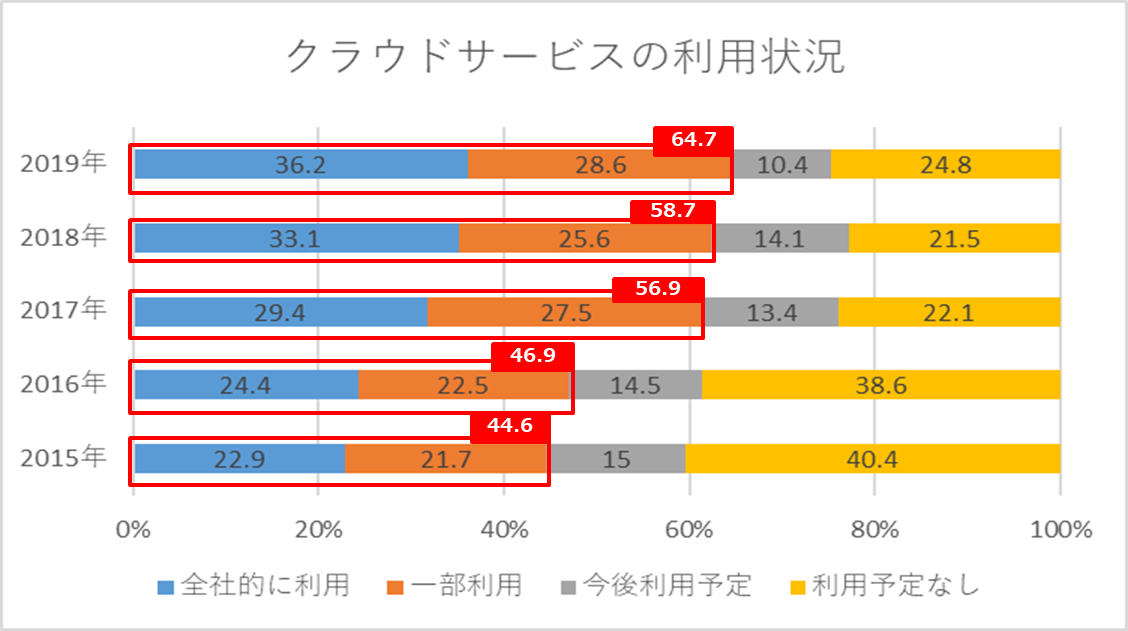 クラウドサービスの利用状況
64.7
2019年 36.2 28.6 10.4 24.8
58.7
2018年 33.1 25.6 14.1 21.5
56.9
2017年 29.4 27.5 13.4 22.1
46.9
2016年 24.4 22.5 14.5 38.6
44.6
2015年 22.9 21.7 15 40.4
0% 20% 40% 60% 80% 100%
全社的に利用 一部利用 今後利用予定 利用予定なし